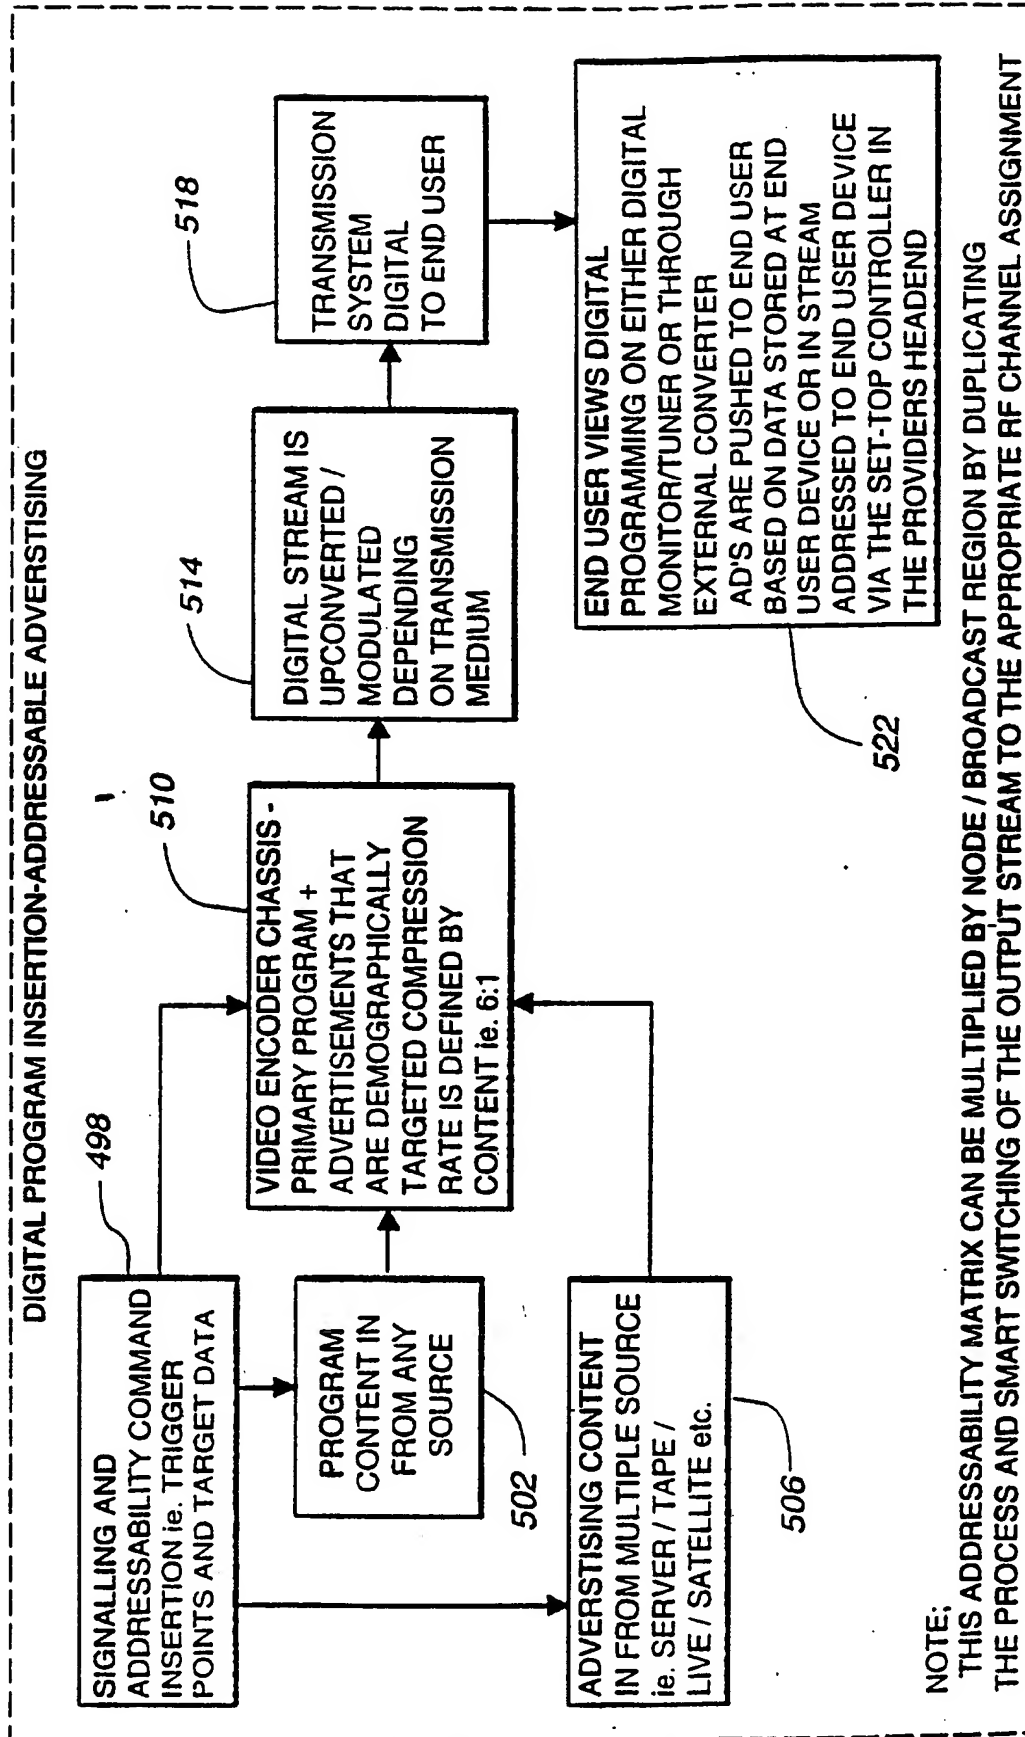 DIGITAL PROGRAM INSERTION-ADDRESSABLE ADVERSTISING
SIGNALLING AND
ADDRESSABILITY COMMAND
INSERTION ie. TRIGGER
POINTS AND TARGET DATA
498
PROGRAM
CONTENT IN
FROM ANY
SOURCE
502
ADVERSTISING CONTENT
IN FROM MULTIPLE SOURCE
ie. SERVER / TAPE /
LIVE / SATELLITE etc.
506
VIDEO ENCODER CHASSIS -
PRIMARY PROGRAM +
ADVERTISEMENTS THAT
ARE DEMOGRAPHICALLY
TARGETED COMPRESSION
RATE IS DEFINED BY
CONTENT ie. 6:1
510
DIGITAL STREAM IS
UPCONVERTED /
MODULATED
DEPENDING
ON TRANSMISSION
MEDIUM
514
TRANSMISSION
SYSTEM
DIGITAL
TO END USER
518
END USER VIEWS DIGITAL
PROGRAMMING ON EITHER DIGITAL
MONITOR/TUNER OR THROUGH
EXTERNAL CONVERTER
AD'S ARE PUSHED TO END USER
BASED ON DATA STORED AT END
USER DEVICE OR IN STREAM
ADDRESSED TO END USER DEVICE
VIA THE SET-TOP CONTROLLER IN
THE PROVIDERS HEADEND
522
NOTE;
THIS ADDRESSABILITY MATRIX CAN BE MULTIPLIED BY NODE / BROADCAST REGION BY DUPLICATING
THE PROCESS AND SMART SWITCHING OF THE OUTPUT STREAM TO THE APPROPRIATE RF CHANNEL ASSIGNMENT